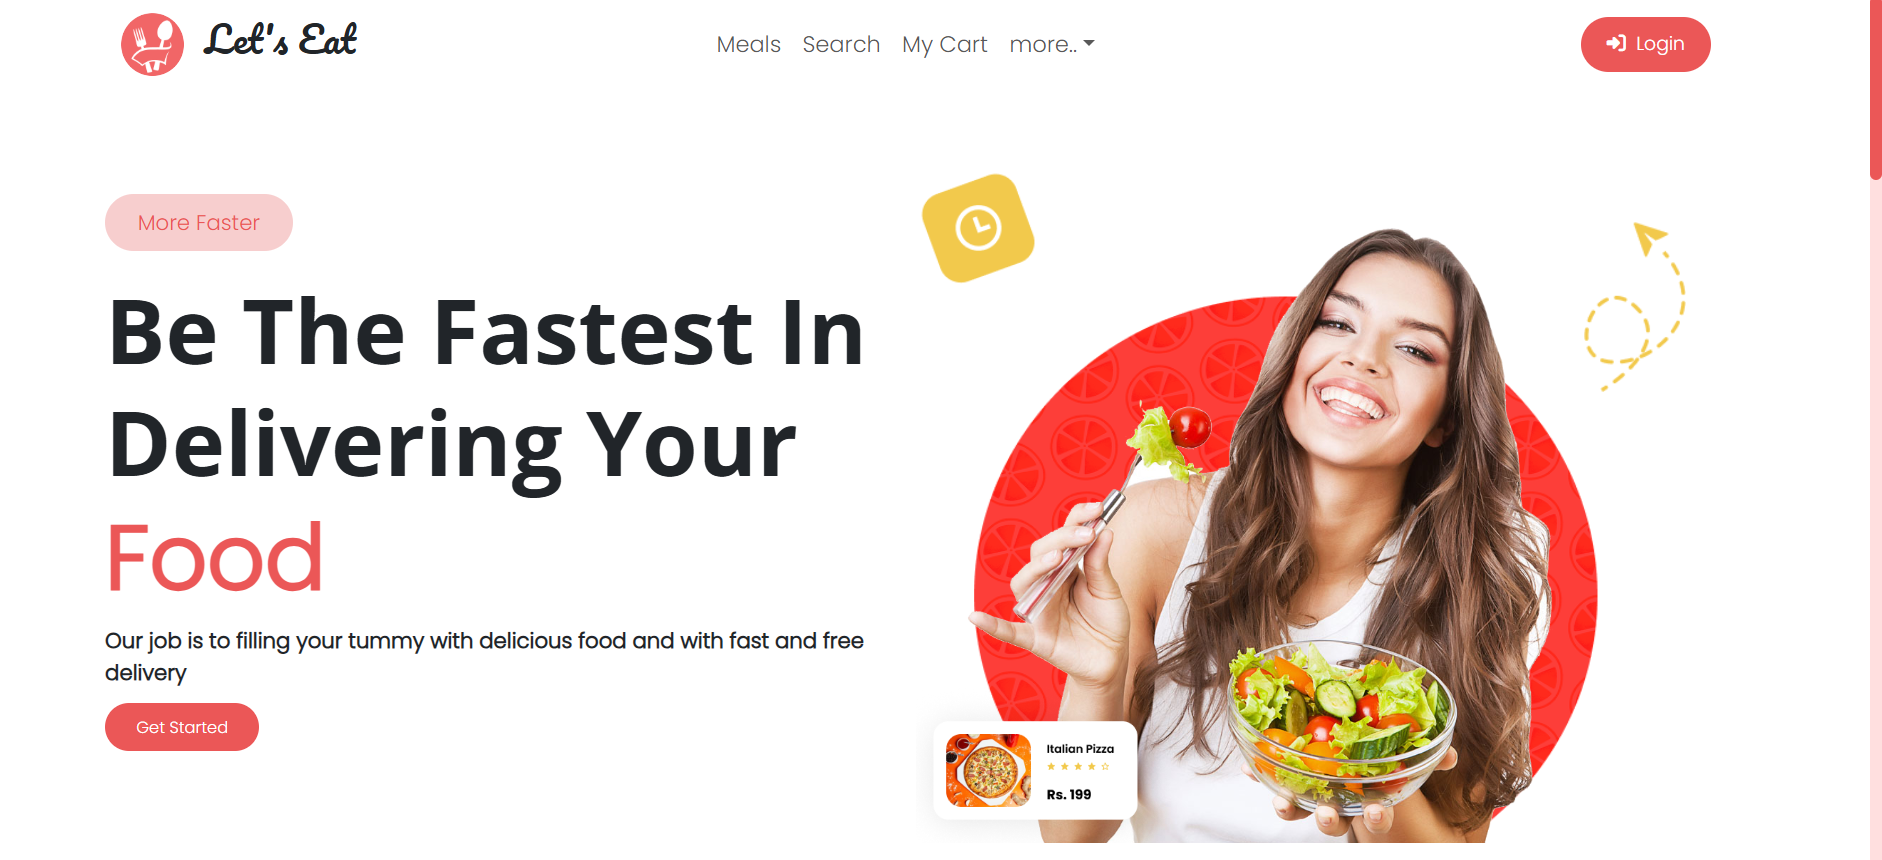 Let's Eat
Meals Search My Cart more..
Login
More Faster
Be The Fastest In
Delivering Your
Food
Our job is to filling your tummy with delicious food and with fast and free
delivery
Get Started
Italian Pizza
Rs. 199